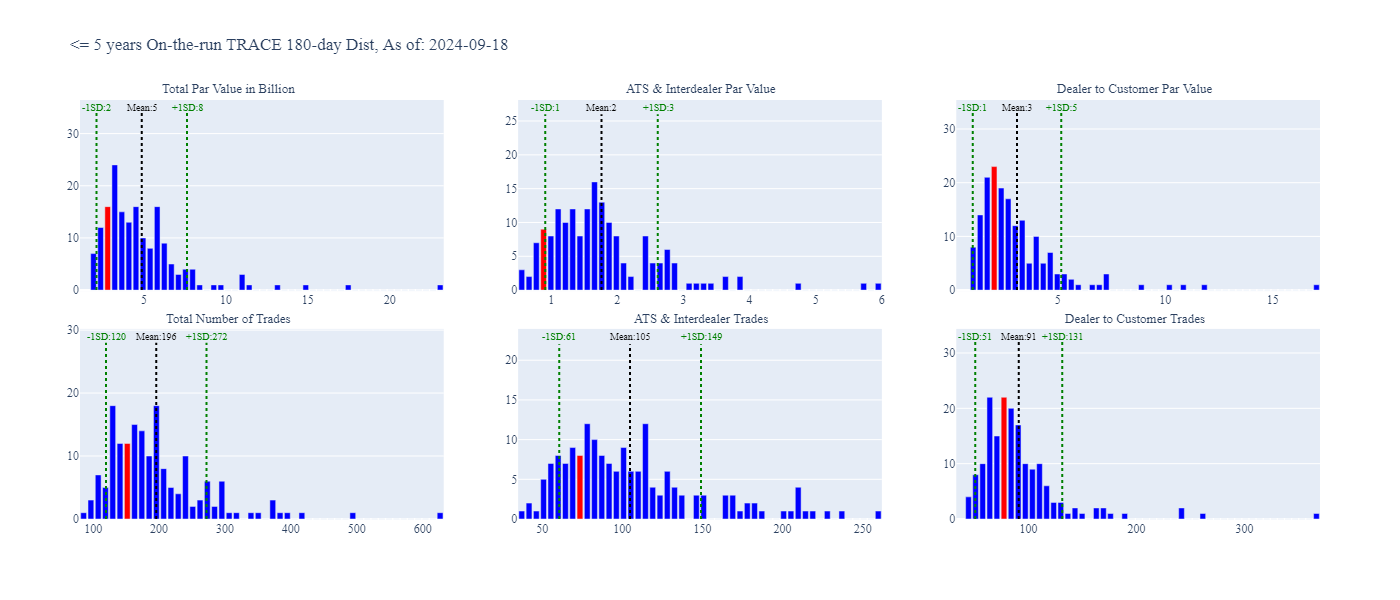 <= 5 years On-the-run TRACE 180-day Dist, As of: 2024-09-18
Total Par Value in Billion
ATS & Interdealer Par Value
Dealer to Customer Par Value
-1SD:2 Mean:5 +1SD:8
-1SD:1 Mean:2 +1SD:3
-1SD:1 Mean:3 +1SD:5
30
20
10
0
5 10 15 20
25
20
15
10
5
0
1 2 3 4 5 6
30
20
10
0
5 10 15
Total Number of Trades
ATS & Interdealer Trades
Dealer to Customer Trades
-1SD:120 Mean:196 +1SD:272
-1SD:61 Mean:105 +1SD:149
-1SD:51 Mean:91 +1SD:131
30
20
10
0
100 200 300 400 500 600
20
15
10
5
0
50 100 150 200 250
30
20
10
0
100 200 300